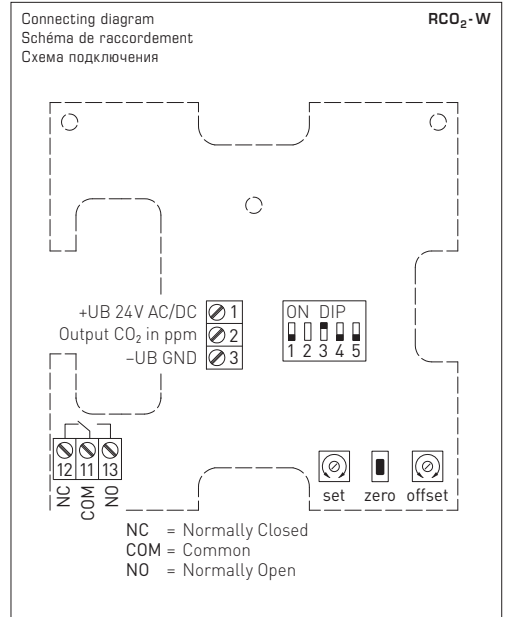 Connecting diagram RCO₂-W
Schéma de raccordement
Схема подключения
+UB 24V AC/DC 1
Output CO₂ in ppm 2
–UB GND 3
ON DIP
1 2 3 4 5
12 11 13
NC COM NO
set zero offset
NC = Normally Closed
COM = Common
NO = Normally Open